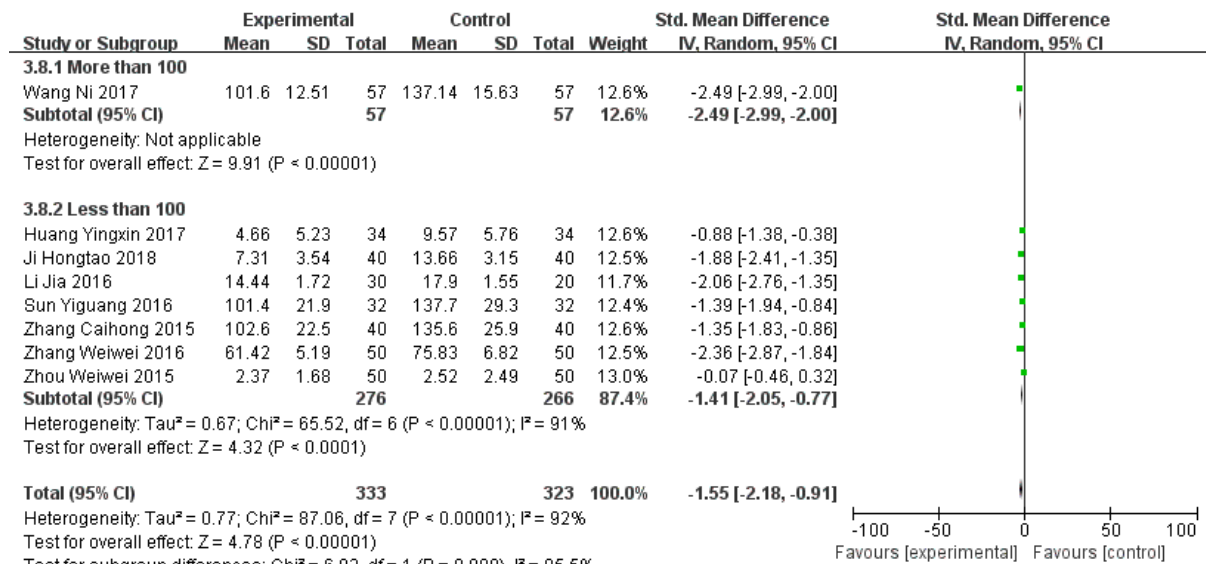 Experimental Control Std. Mean Difference Std. Mean Difference
Study or Subgroup Mean SD Total Mean SD Total Weight IV, Random, 95% CI IV, Random, 95% CI
3.8.1 More than 100
Wang Ni 2017 101.6 12.51 57 137.14 15.63 57 12.6% -2.49 [-2.99, -2.00]
Subtotal (95% CI) 57 57 12.6% -2.49 [-2.99, -2.00]
Heterogeneity: Not applicable
Test for overall effect: Z = 9.91 (P < 0.00001)
3.8.2 Less than 100
Huang Yingxin 2017 4.66 5.23 34 9.57 5.76 34 12.6% -0.88 [-1.38, -0.38]
Ji Hongtao 2018 7.31 3.54 40 13.66 3.15 40 12.5% -1.88 [-2.41, -1.35]
Li Jia 2016 14.44 1.72 30 17.9 1.55 20 11.7% -2.06 [-2.76, -1.35]
Sun Yiguang 2016 101.4 21.9 32 137.7 29.3 32 12.4% -1.39 [-1.94, -0.84]
Zhang Caihong 2015 102.6 22.5 40 135.6 25.9 40 12.6% -1.35 [-1.83, -0.86]
Zhang Weiwei 2016 61.42 5.19 50 75.83 6.82 50 12.5% -2.36 [-2.87, -1.84]
Zhou Weiwei 2015 2.37 1.68 50 2.52 2.49 50 13.0% -0.07 [-0.46, 0.32]
Subtotal (95% CI) 276 266 87.4% -1.41 [-2.05, -0.77]
Heterogeneity: Tau² = 0.67; Chi² = 65.52, df = 6 (P < 0.00001); I² = 91%
Test for overall effect: Z = 4.32 (P < 0.0001)
Total (95% CI) 333 323 100.0% -1.55 [-2.18, -0.91]
Heterogeneity: Tau² = 0.77; Chi² = 87.06, df = 7 (P < 0.00001); I² = 92%
Test for overall effect: Z = 4.78 (P < 0.00001)
-100 -50 0 50 100
Favours [experimental] Favours [control]